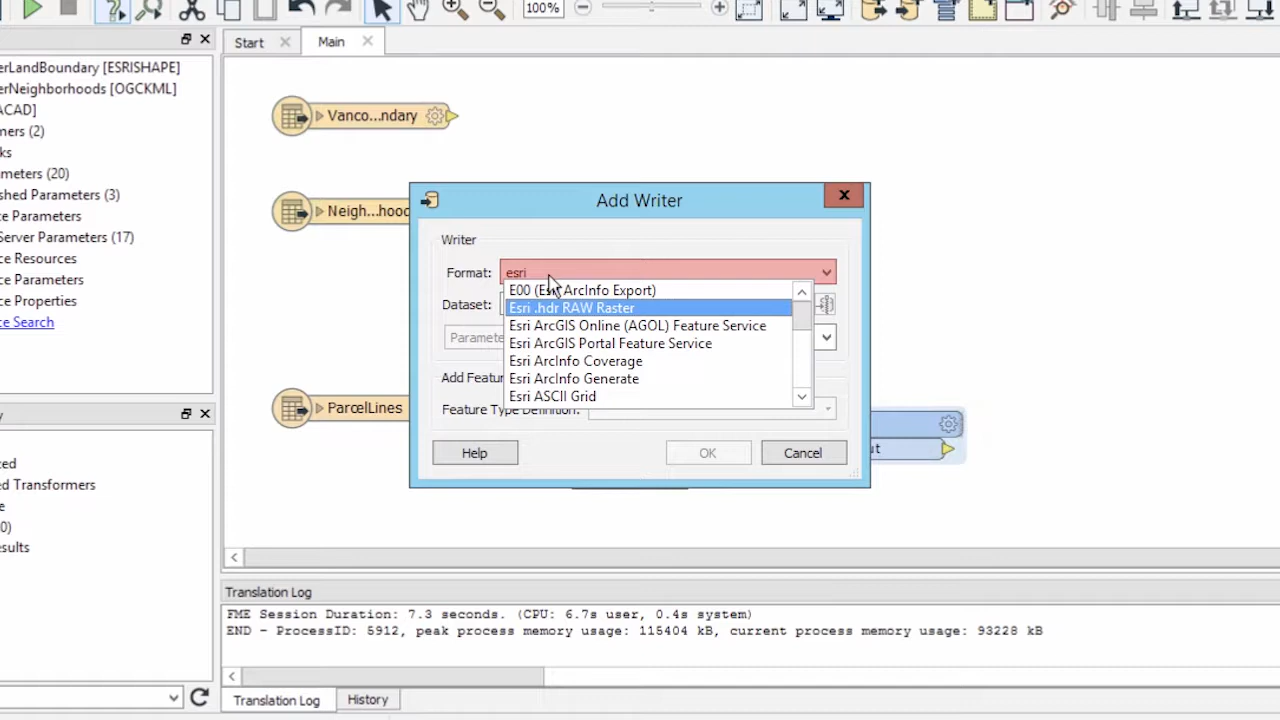 100%
Start
Main
erLandBoundary [ESRISHAPE]
erNeighborhoods [OGCKML]
ACAD]
mers (2)
ks
meters (20)
shed Parameters (3)
ce Parameters
Server Parameters (17)
ce Resources
Parameters
ce Properties
ce Search
y
ed
ed Transformers
e
0)
esults
Vanco...ndary
Neigh...hooc
ParcelLines
ut
Add Writer
Writer
Format: esri
Dataset:
Paramete
E00 (Esri ArcInfo Export)
Esri .hdr RAW Raster
Esri ArcGIS Online (AGOL) Feature Service
Esri ArcGIS Portal Feature Service
Esri ArcInfo Coverage
Esri ArcInfo Generate
Esri ASCII Grid
Add Featur
Feature Type Definition:
Help
OK
Cancel
Translation Log
FME Session Duration: 7.3 seconds. (CPU: 6.7s user, 0.4s system)
END - ProcessID: 5912, peak process memory usage: 115404 kB, current process memory usage: 93228 kB
Translation Log
History